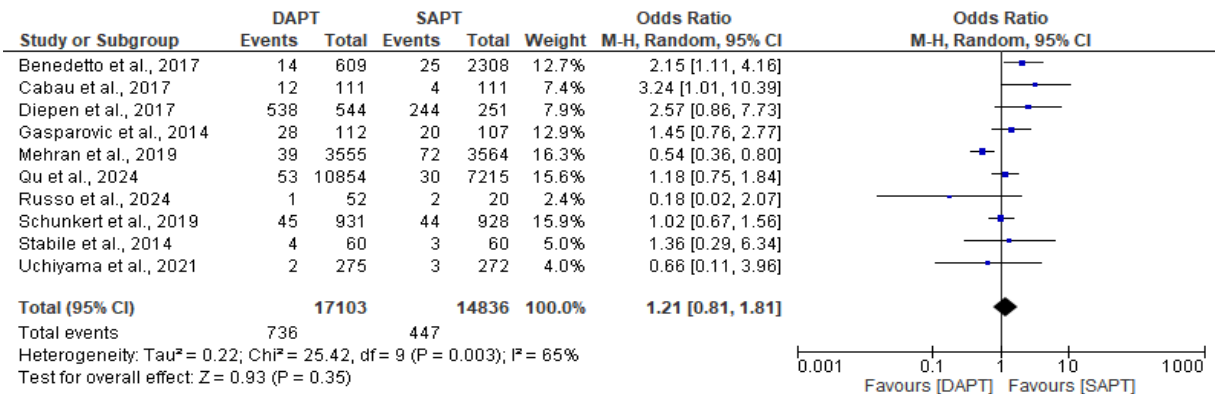 DAPT SAPT Odds Ratio Odds Ratio
Study or Subgroup Events Total Events Total Weight M-H, Random, 95% CI M-H, Random, 95% CI
Benedetto et al., 2017 14 609 25 2308 12.7% 2.15 [1.11, 4.16]
Cabau et al., 2017 12 111 4 111 7.4% 3.24 [1.01, 10.39]
Diepen et al., 2017 538 544 244 251 7.9% 2.57 [0.86, 7.73]
Gasparovic et al., 2014 28 112 20 107 12.9% 1.45 [0.76, 2.77]
Mehran et al., 2019 39 3555 72 3564 16.3% 0.54 [0.36, 0.80]
Qu et al., 2024 53 10854 30 7215 15.6% 1.18 [0.75, 1.84]
Russo et al., 2024 1 52 2 20 2.4% 0.18 [0.02, 2.07]
Schunkert et al., 2019 45 931 44 928 15.9% 1.02 [0.67, 1.56]
Stabile et al., 2014 4 60 3 60 5.0% 1.36 [0.29, 6.34]
Uchiyama et al., 2021 2 275 3 272 4.0% 0.66 [0.11, 3.96]
Total (95% CI) 17103 14836 100.0% 1.21 [0.81, 1.81]
Total events 736 447
Heterogeneity: Tau² = 0.22; Chi² = 25.42, df = 9 (P = 0.003); I² = 65%
Test for overall effect: Z = 0.93 (P = 0.35)
0.001 0.1 1 10 1000
Favours [DAPT] Favours [SAPT]